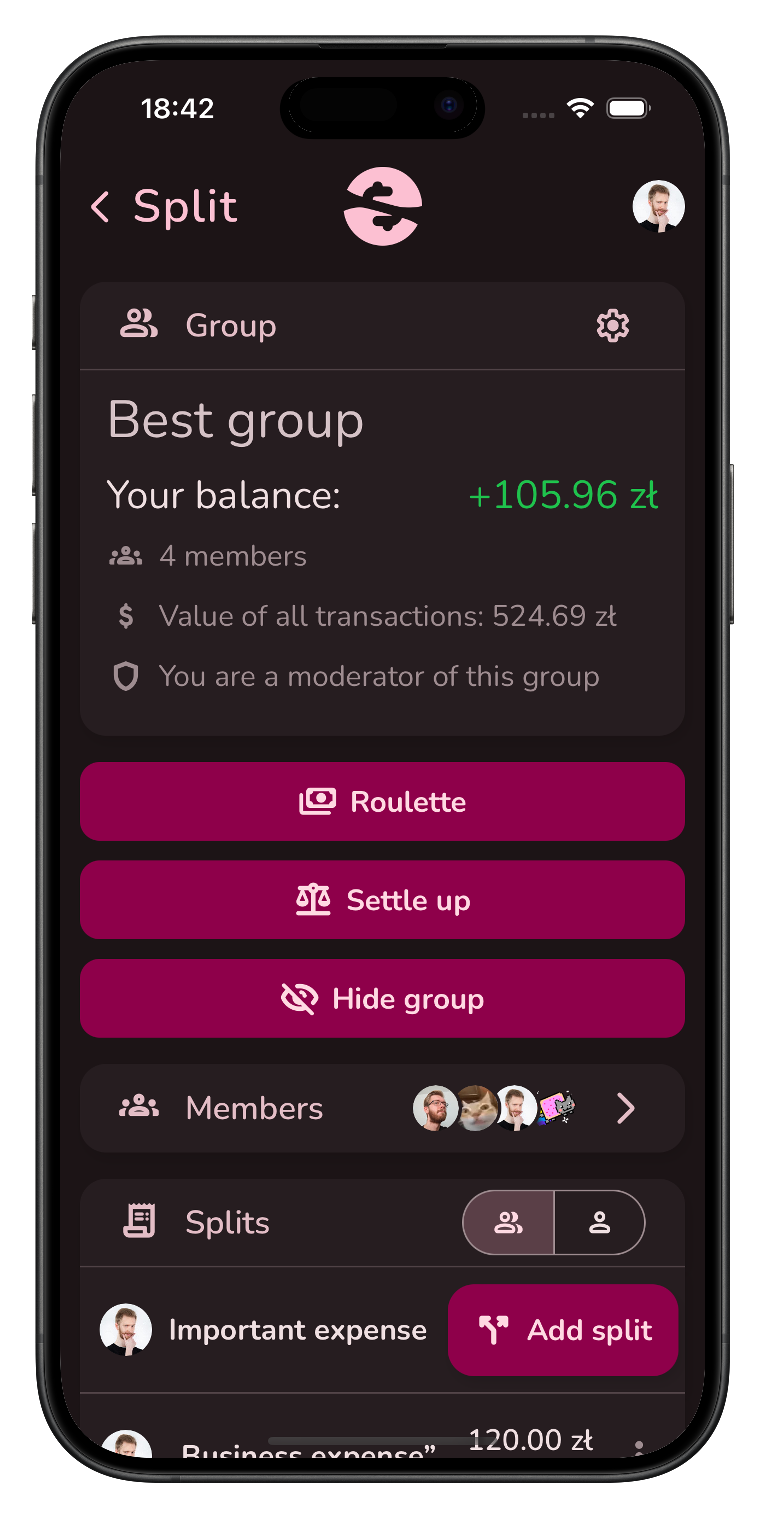 18:42
Split
Group
Best group
Your balance: +105.96 zł
4 members
Value of all transactions: 524.69 zł
You are a moderator of this group
Roulette
Settle up
Hide group
Members
Splits
Important expense
Add split
Business expense” 120.00 zł